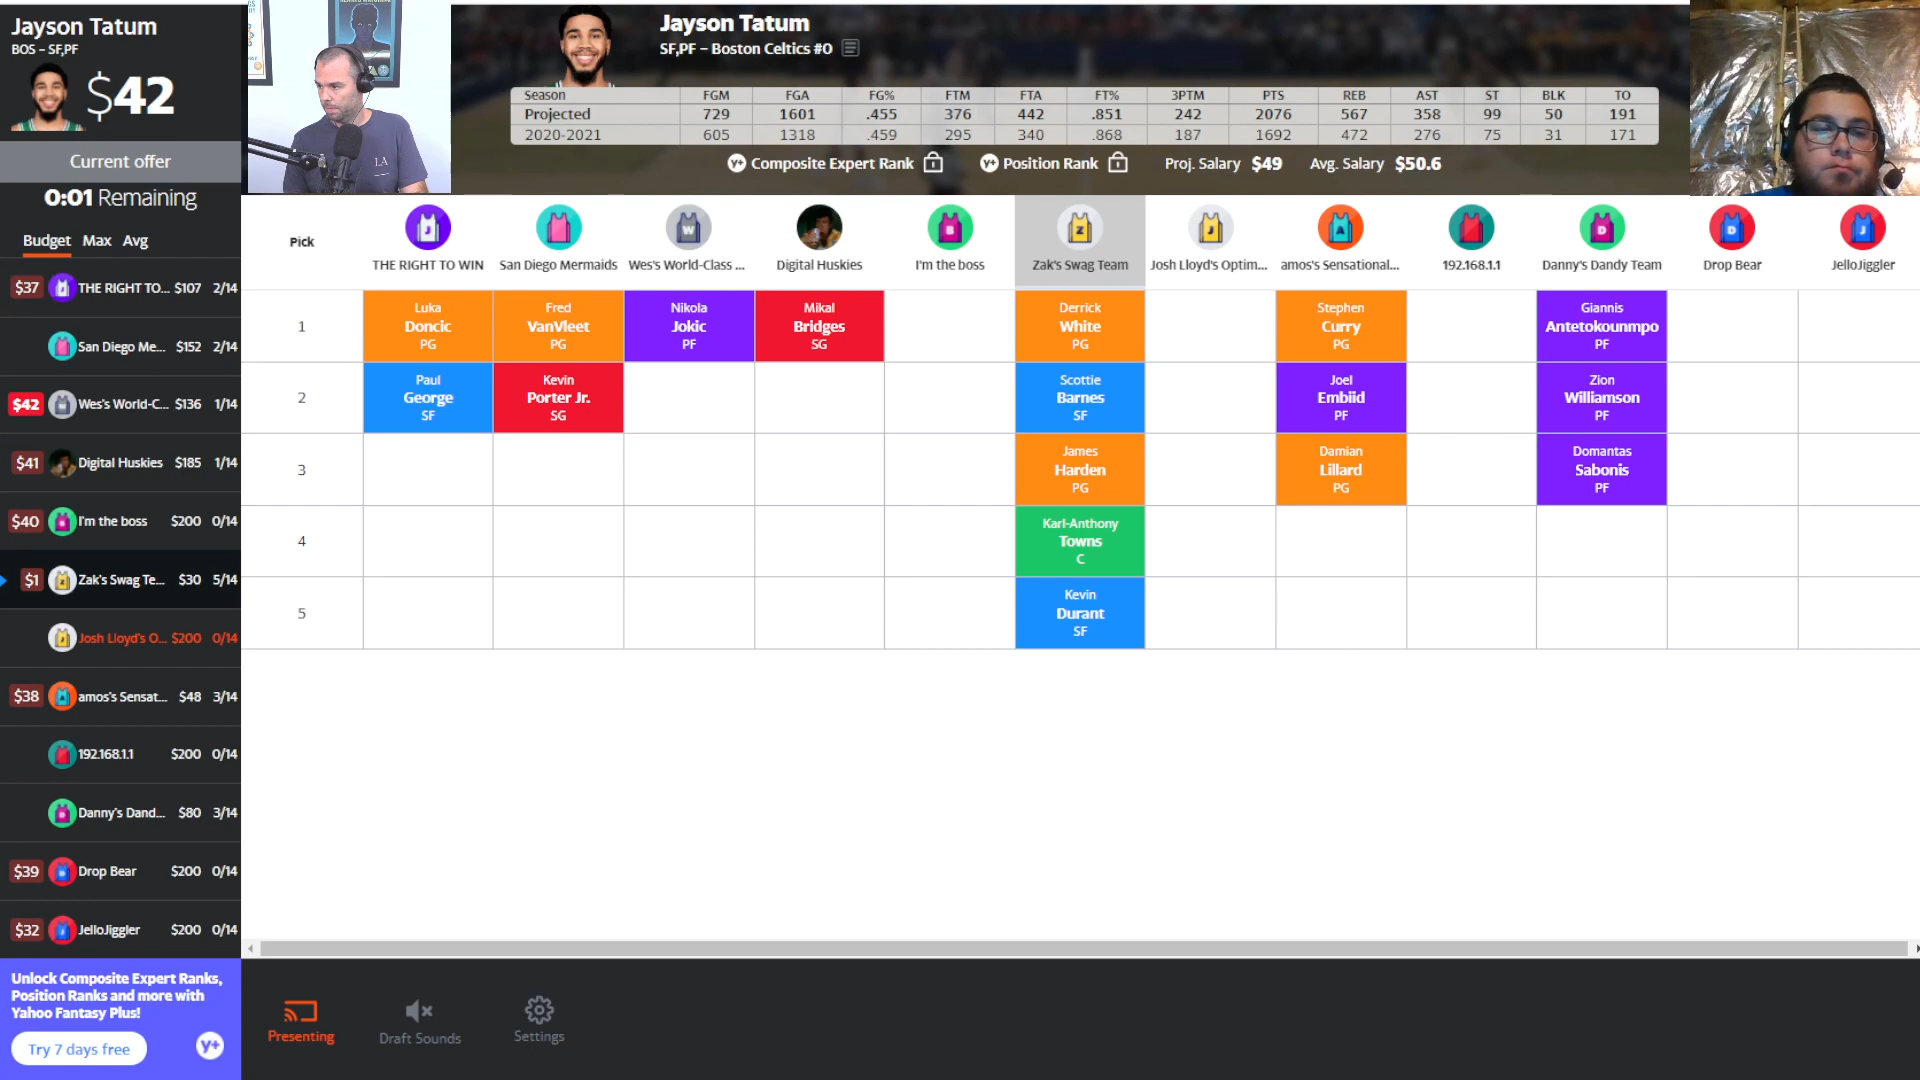 Jayson Tatum
BOS – SF,PF
$42
Current offer
0:01 Remaining
Budget Max Avg
$37 THE RIGHT TO... $107 2/14
San Diego Me... $152 2/14
$42 Wes's World-C... $136 1/14
$41 Digital Huskies $185 1/14
$40 I'm the boss $200 0/14
$1 Zak's Swag Te... $30 5/14
Josh Lloyd's O... $200 0/14
$38 amos's Sensat... $48 3/14
192.168.1.1 $200 0/14
Danny's Dand... $80 3/14
$39 Drop Bear $200 0/14
$32 JelloJiggler $200 0/14
Unlock Composite Expert Ranks,
Position Ranks and more with
Yahoo Fantasy Plus!
Try 7 days free y+
LA
Jayson Tatum
SF,PF – Boston Celtics #0
Season FGM FGA FG% FTM FTA FT% 3PTM PTS REB AST ST BLK TO
Projected 729 1601 .455 376 442 .851 242 2076 567 358 99 50 191
2020-2021 605 1318 .459 295 340 .868 187 1692 472 276 75 31 171
y+ Composite Expert Rank y+ Position Rank Proj. Salary $49 Avg. Salary $50.6
J W B Z J A D D J
Pick THE RIGHT TO WIN San Diego Mermaids Wes's World-Class ... Digital Huskies I'm the boss Zak's Swag Team Josh Lloyd's Optim... amos's Sensational... 192.168.1.1 Danny's Dandy Team Drop Bear JelloJiggler
Luka Fred Nikola Mikal Derrick Stephen Giannis
1 Doncic VanVleet Jokic Bridges White Curry Antetokounmpo
PG PG PF SG PG PG PF
Paul Kevin Scottie Joel Zion
2 George Porter Jr. Barnes Embiid Williamson
SF SG SF PF PF
James Damian Domantas
3 Harden Lillard Sabonis
PG PG PF
Karl-Anthony
4 Towns
C
Kevin
5 Durant
SF
Presenting Draft Sounds Settings